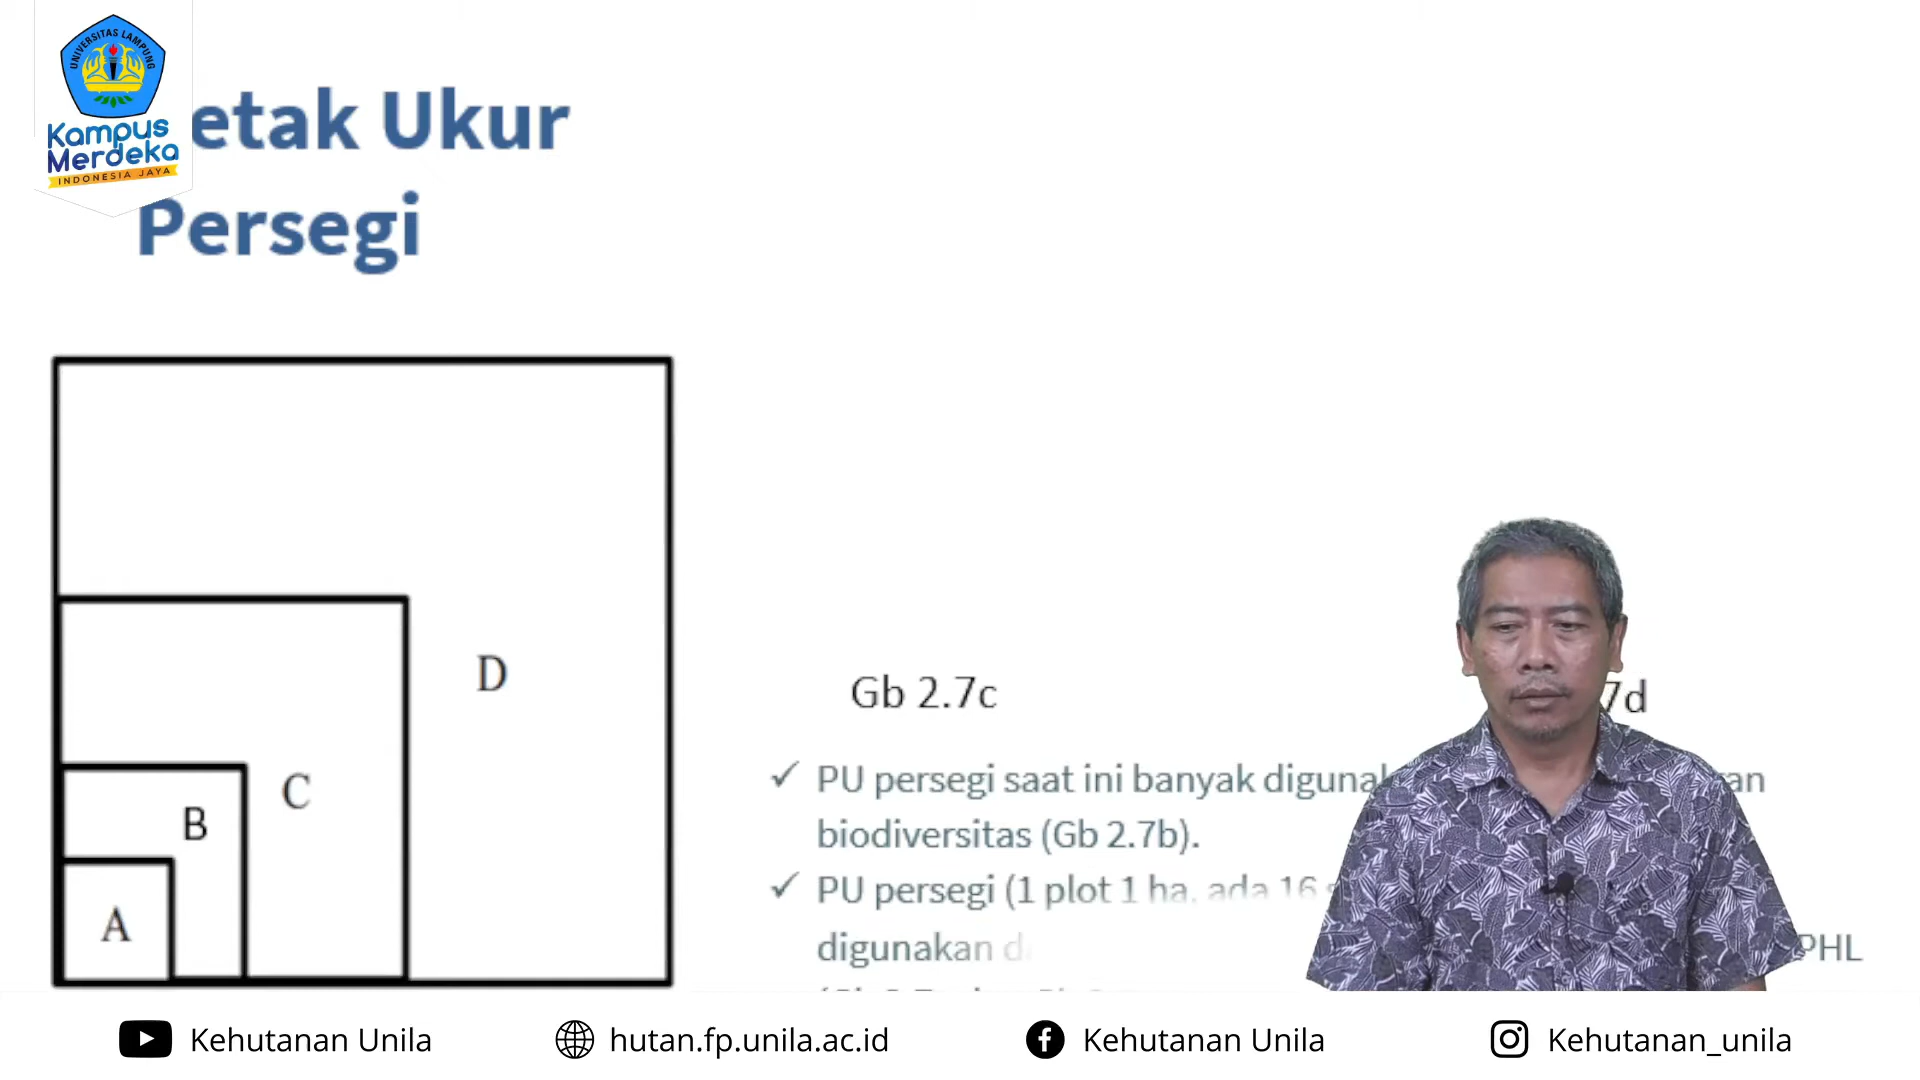 UNIVERSITAS LAMPUNG
Kampus
Merdeka
INDONESIA JAYA
etak Ukur
Persegi
D
C
B
A
Gb 2.7c
7d
PU persegi saat ini banyak
biodiversitas (Gb 2.7b).
PU persegi (1 plot 1 ha, ada 16
digunakan
PHL
Kehutanan Unila
hutan.fp.unila.ac.id
Kehutanan Unila
Kehutanan_unila